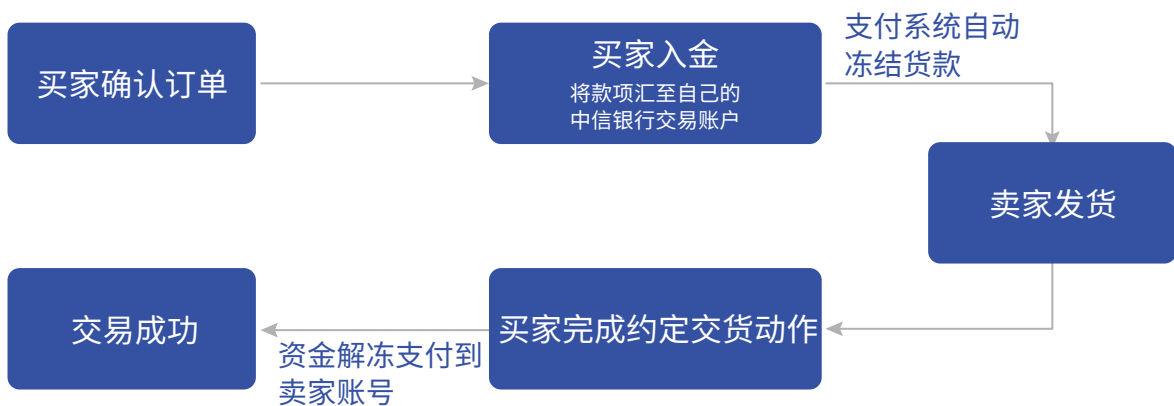 买家确认订单
买家入金
将款项汇至自己的
中信银行交易账户
支付系统自动
冻结货款
卖家发货
买家完成约定交货动作
资金解冻支付到
卖家账号
交易成功